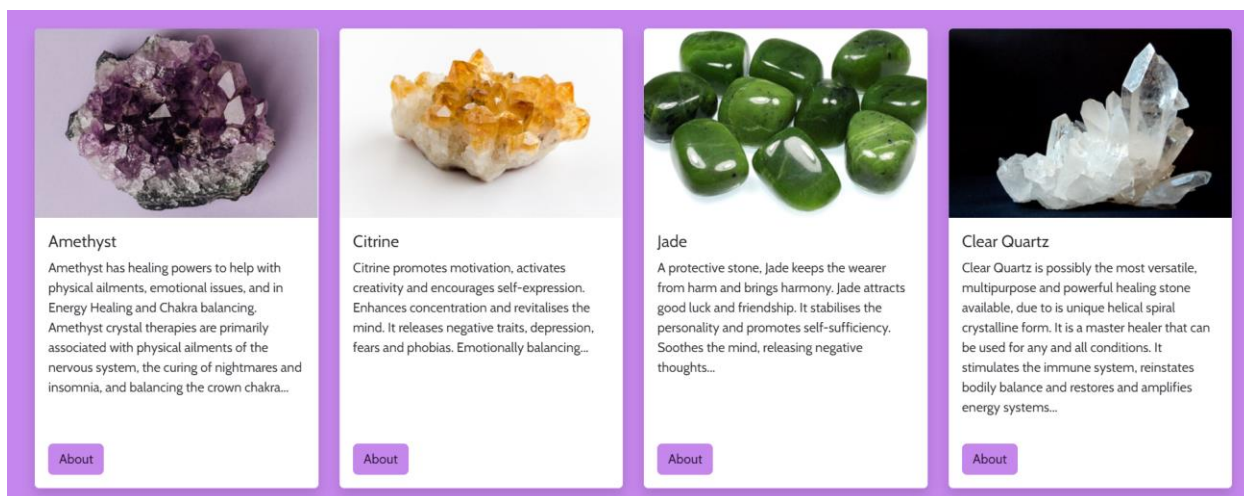 Amethyst
Amethyst has healing powers to help with
physical ailments, emotional issues, and in
Energy Healing and Chakra balancing.
Amethyst crystal therapies are primarily
associated with physical ailments of the
nervous system, the curing of nightmares and
insomnia, and balancing the crown chakra...
About
Citrine
Citrine promotes motivation, activates
creativity and encourages self-expression.
Enhances concentration and revitalises the
mind. It releases negative traits, depression,
fears and phobias. Emotionally balancing...
About
Jade
A protective stone, Jade keeps the wearer
from harm and brings harmony. Jade attracts
good luck and friendship. It stabilises the
personality and promotes self-sufficiency.
Soothes the mind, releasing negative
thoughts...
About
Clear Quartz
Clear Quartz is possibly the most versatile,
multipurpose and powerful healing stone
available, due to is unique helical spiral
crystalline form. It is a master healer that can
be used for any and all conditions. It
stimulates the immune system, reinstates
bodily balance and restores and amplifies
energy systems...
About